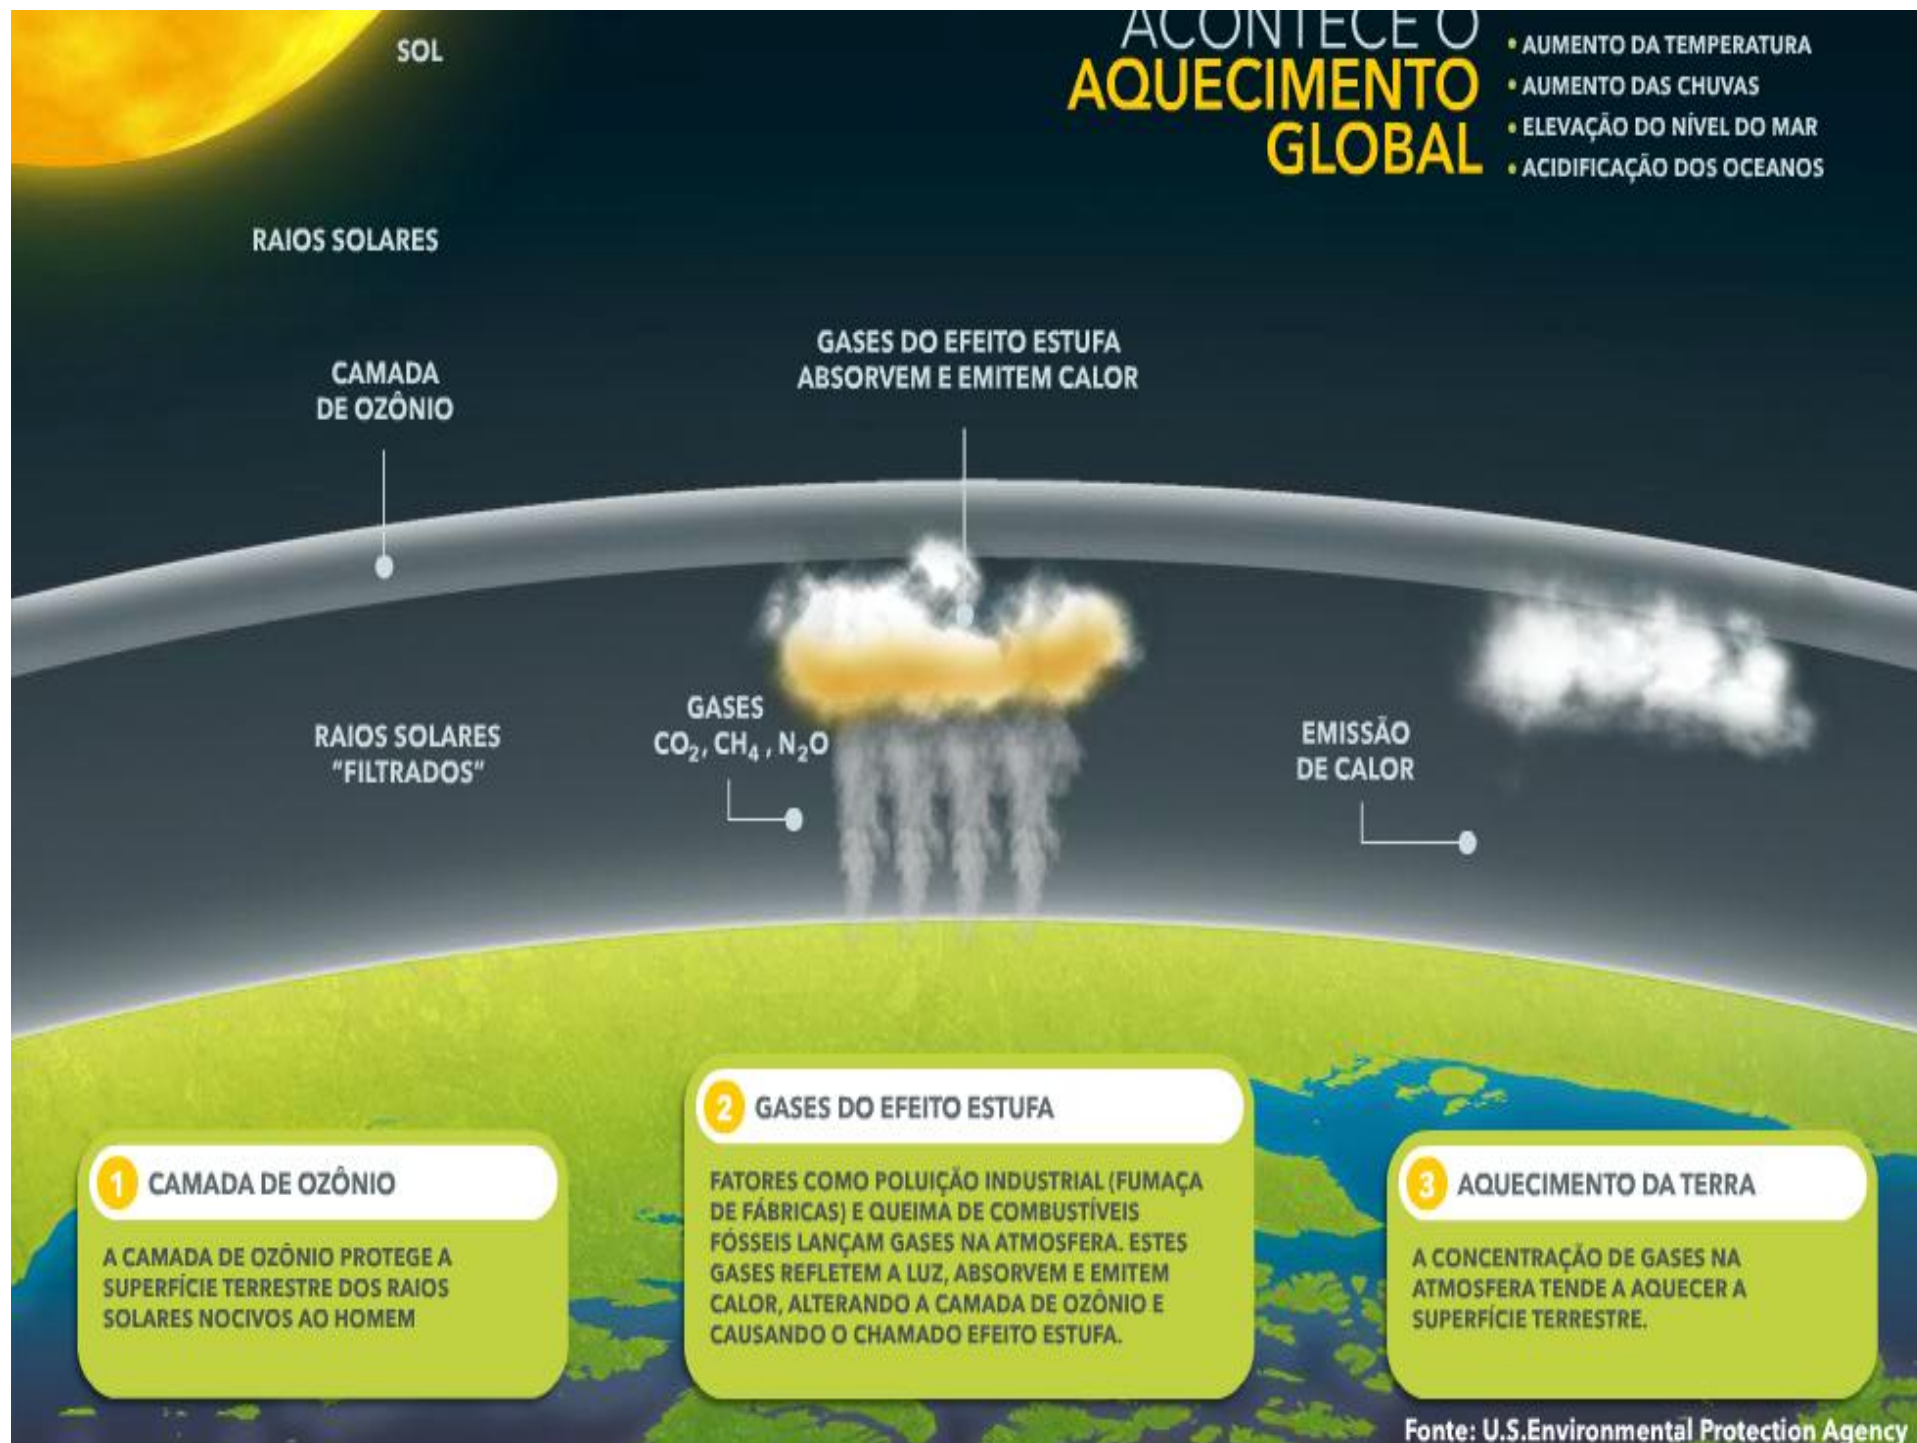 SOL
ACONTECE O
AQUECIMENTO
GLOBAL
• AUMENTO DA TEMPERATURA
• AUMENTO DAS CHUVAS
• ELEVAÇÃO DO NÍVEL DO MAR
• ACIDIFICAÇÃO DOS OCEANOS
RAIOS SOLARES
CAMADA
DE OZÔNIO
GASES DO EFEITO ESTUFA
ABSORVEM E EMITEM CALOR
RAIOS SOLARES
"FILTRADOS"
GASES
CO₂, CH₄ , N₂O
EMISSÃO
DE CALOR
1 CAMADA DE OZÔNIO
A CAMADA DE OZÔNIO PROTEGE A
SUPERFÍCIE TERRESTRE DOS RAIOS
SOLARES NOCIVOS AO HOMEM
2 GASES DO EFEITO ESTUFA
FATORES COMO POLUIÇÃO INDUSTRIAL (FUMAÇA
DE FÁBRICAS) E QUEIMA DE COMBUSTÍVEIS
FÓSSEIS LANÇAM GASES NA ATMOSFERA. ESTES
GASES REFLETEM A LUZ, ABSORVEM E EMITEM
CALOR, ALTERANDO A CAMADA DE OZÔNIO E
CAUSANDO O CHAMADO EFEITO ESTUFA.
3 AQUECIMENTO DA TERRA
A CONCENTRAÇÃO DE GASES NA
ATMOSFERA TENDE A AQUECER A
SUPERFÍCIE TERRESTRE.
Fonte: U.S.Environmental Protection Agency